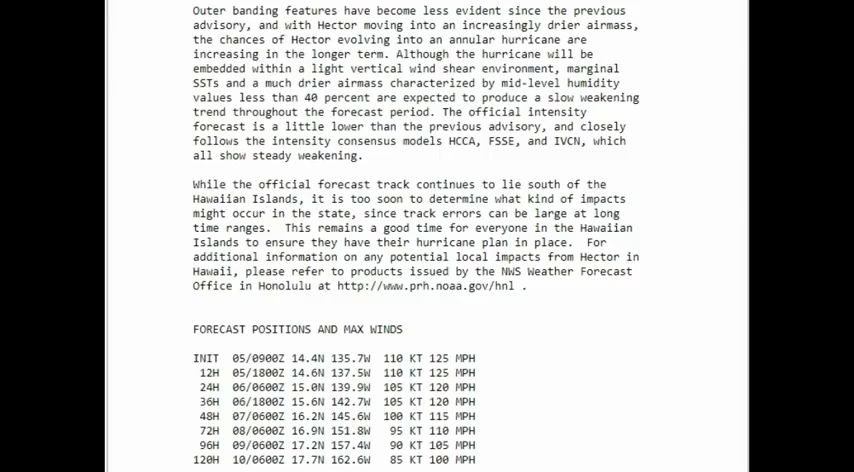 Outer banding features have become less evident since the previous
advisory, and with Hector moving into an increasingly drier airmass,
the chances of Hector evolving into an annular hurricane are
increasing in the longer term. Although the hurricane will be
embedded within a light vertical wind shear environment, marginal
SSTs and a much drier airmass characterized by mid-level humidity
values less than 40 percent are expected to produce a slow weakening
trend throughout the forecast period. The official intensity
forecast is a little lower than the previous advisory, and closely
follows the intensity consensus models HCCA, FSSE, and IVCN, which
all show steady weakening.
While the official forecast track continues to lie south of the
Hawaiian Islands, it is too soon to determine what kind of impacts
might occur in the state, since track errors can be large at long
time ranges.  This remains a good time for everyone in the Hawaiian
Islands to ensure they have their hurricane plan in place.  For
additional information on any potential local impacts from Hector in
Hawaii, please refer to products issued by the NWS Weather Forecast
Office in Honolulu at http://www.prh.noaa.gov/hnl .
FORECAST POSITIONS AND MAX WINDS
INIT  05/0900Z 14.4N 135.7W  110 KT 125 MPH
12H  05/1800Z 14.6N 137.5W  110 KT 125 MPH
24H  06/0600Z 15.0N 139.9W  105 KT 120 MPH
36H  06/1800Z 15.6N 142.7W  105 KT 120 MPH
48H  07/0600Z 16.2N 145.6W  100 KT 115 MPH
72H  08/0600Z 16.9N 151.8W   95 KT 110 MPH
96H  09/0600Z 17.2N 157.4W   90 KT 105 MPH
120H  10/0600Z 17.7N 162.6W   85 KT 100 MPH